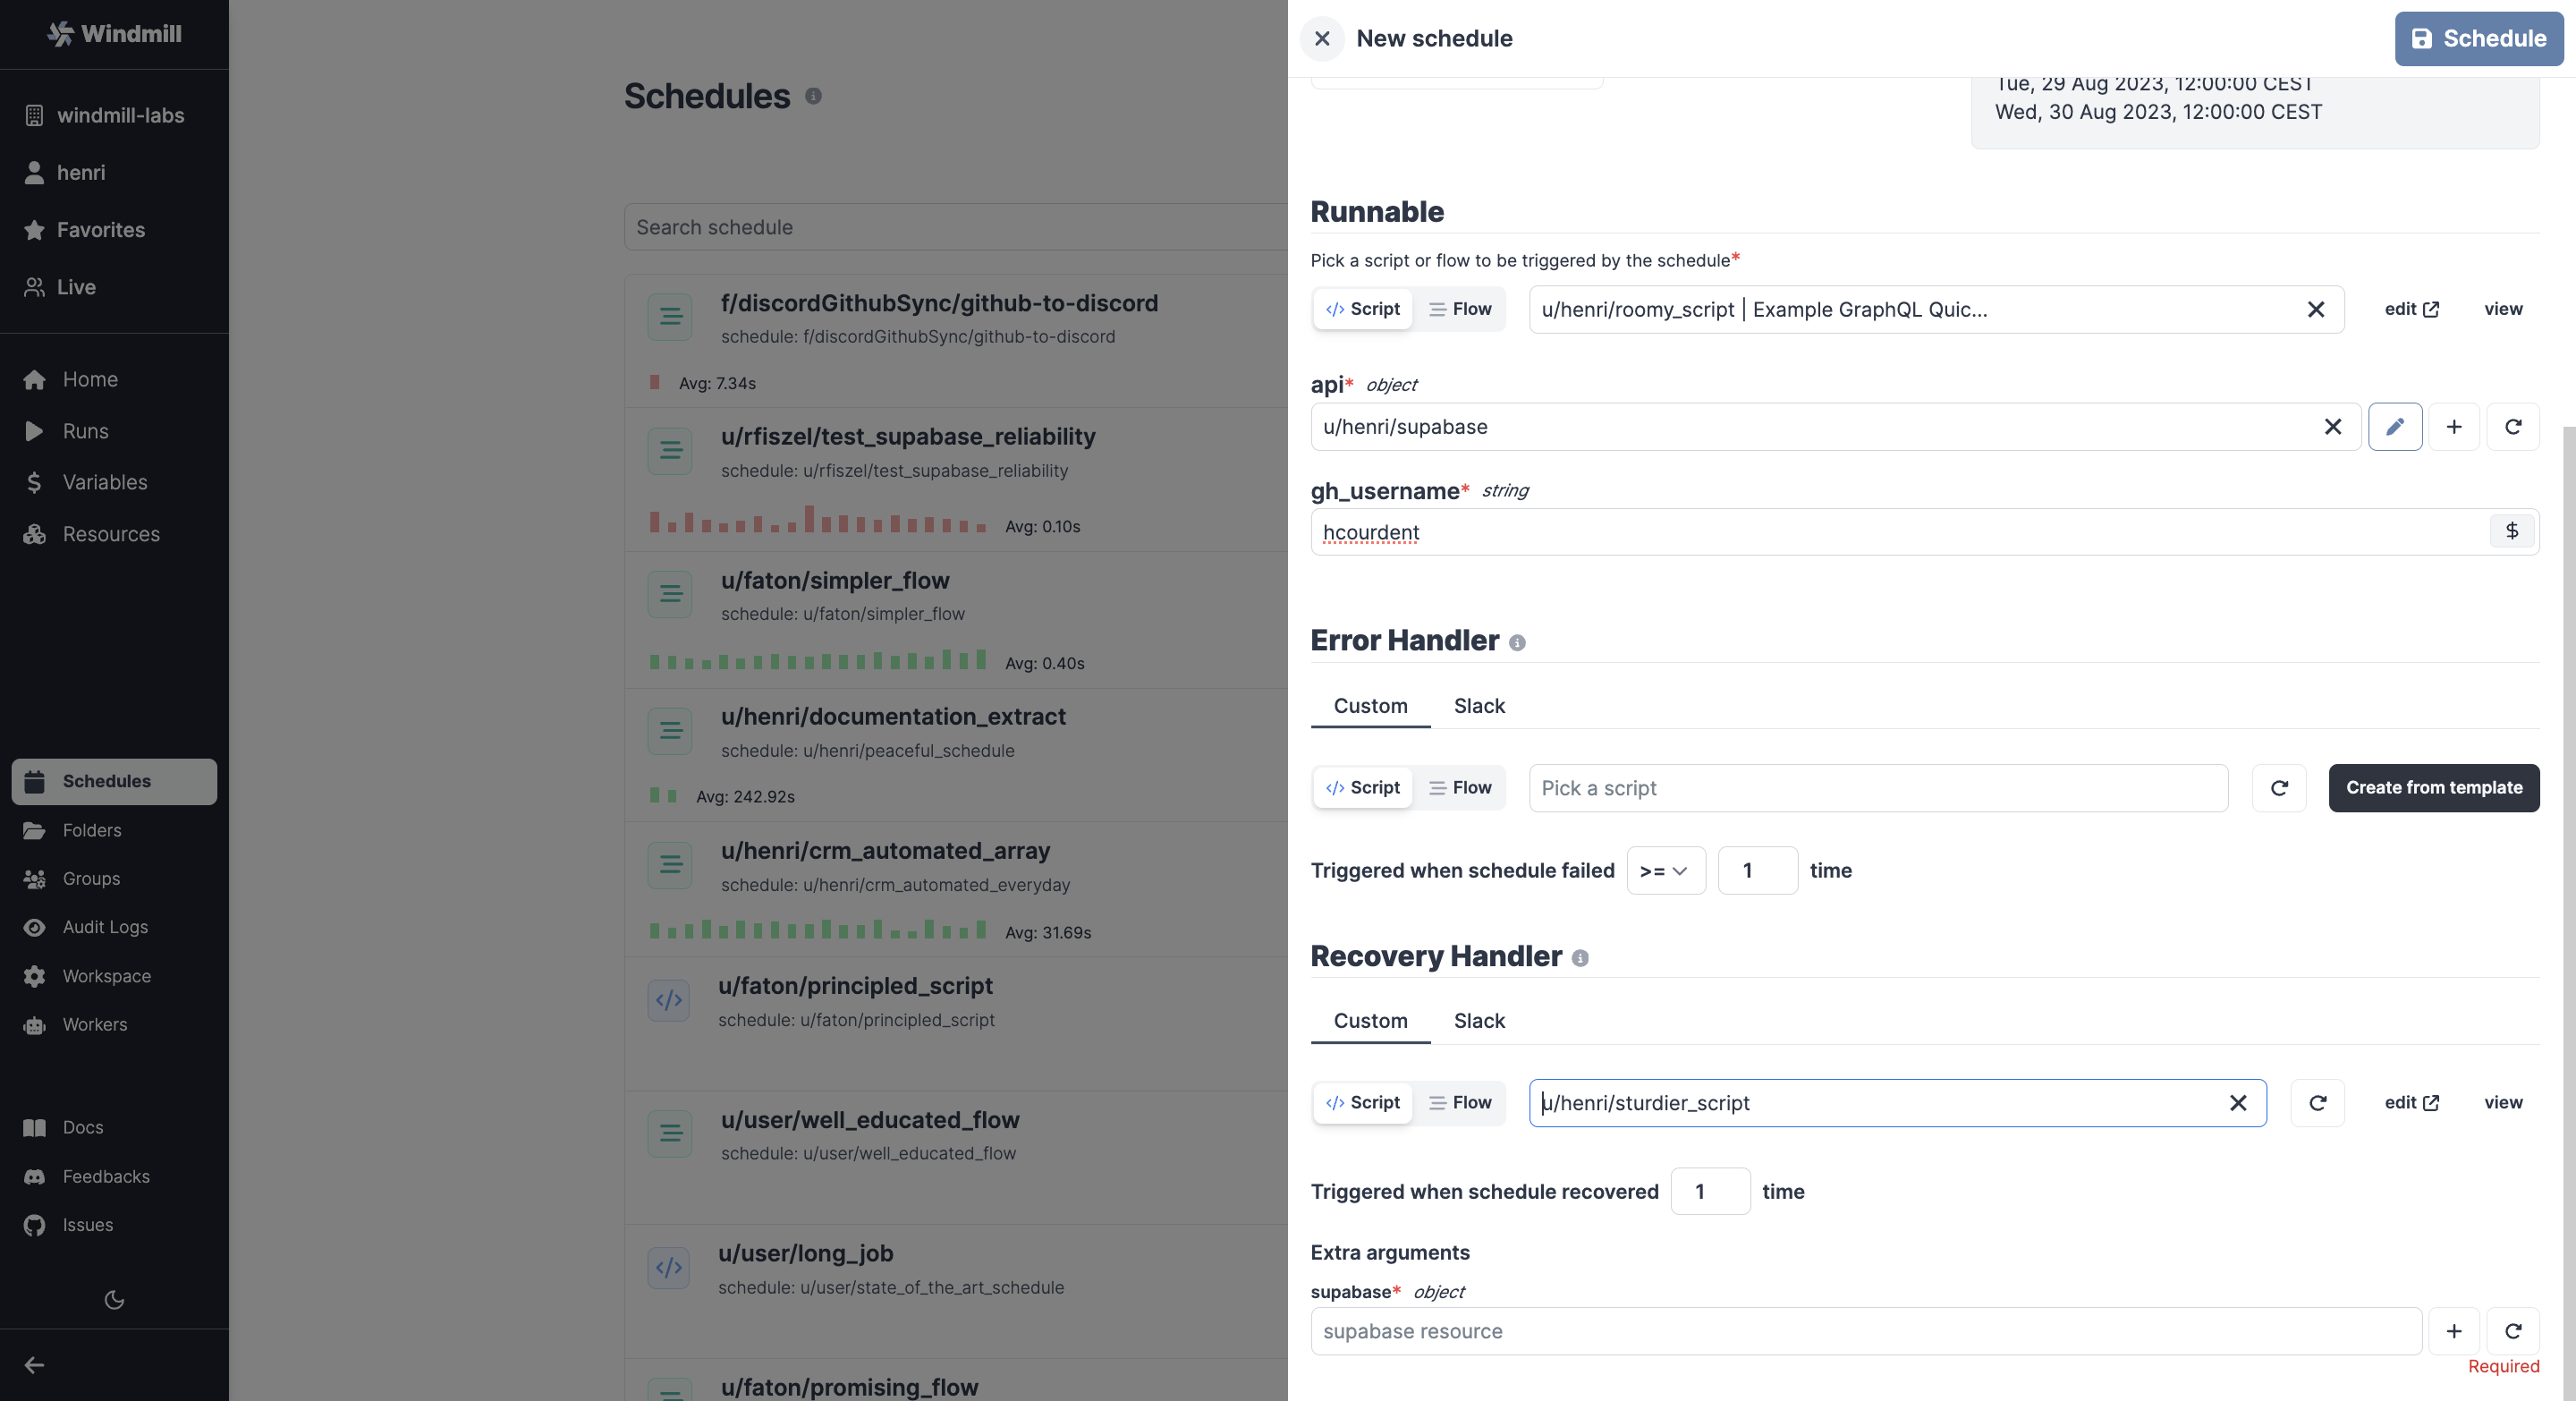 Windmill
windmill-labs
henri
Favorites
Live
Home
Runs
Variables
Resources
Schedules
Folders
Groups
Audit Logs
Workspace
Workers
Docs
Feedbacks
Issues
Schedules
Search schedule
f/discordGithubSync/github-to-discord
schedule: f/discordGithubSync/github-to-discord
Avg: 7.34s
u/rfiszel/test_supabase_reliability
schedule: u/rfiszel/test_supabase_reliability
Avg: 0.10s
u/faton/simpler_flow
schedule: u/faton/simpler_flow
Avg: 0.40s
u/henri/documentation_extract
schedule: u/henri/peaceful_schedule
Avg: 242.92s
u/henri/crm_automated_array
schedule: u/henri/crm_automated_everyday
Avg: 31.69s
u/faton/principled_script
schedule: u/faton/principled_script
u/user/well_educated_flow
schedule: u/user/well_educated_flow
u/user/long_job
schedule: u/user/state_of_the_art_schedule
u/faton/promising_flow
New schedule
Schedule
Tue, 29 Aug 2023, 12:00:00 CEST
Wed, 30 Aug 2023, 12:00:00 CEST
Runnable
Pick a script or flow to be triggered by the schedule*
Script Flow u/henri/roomy_script | Example GraphQL Quic... edit view
api* object
u/henri/supabase
gh_username* string
hcourdent $
Error Handler
Custom Slack
Script Flow Pick a script Create from template
Triggered when schedule failed >= 1 time
Recovery Handler
Custom Slack
Script Flow u/henri/sturdier_script edit view
Triggered when schedule recovered 1 time
Extra arguments
supabase* object
supabase resource
Required